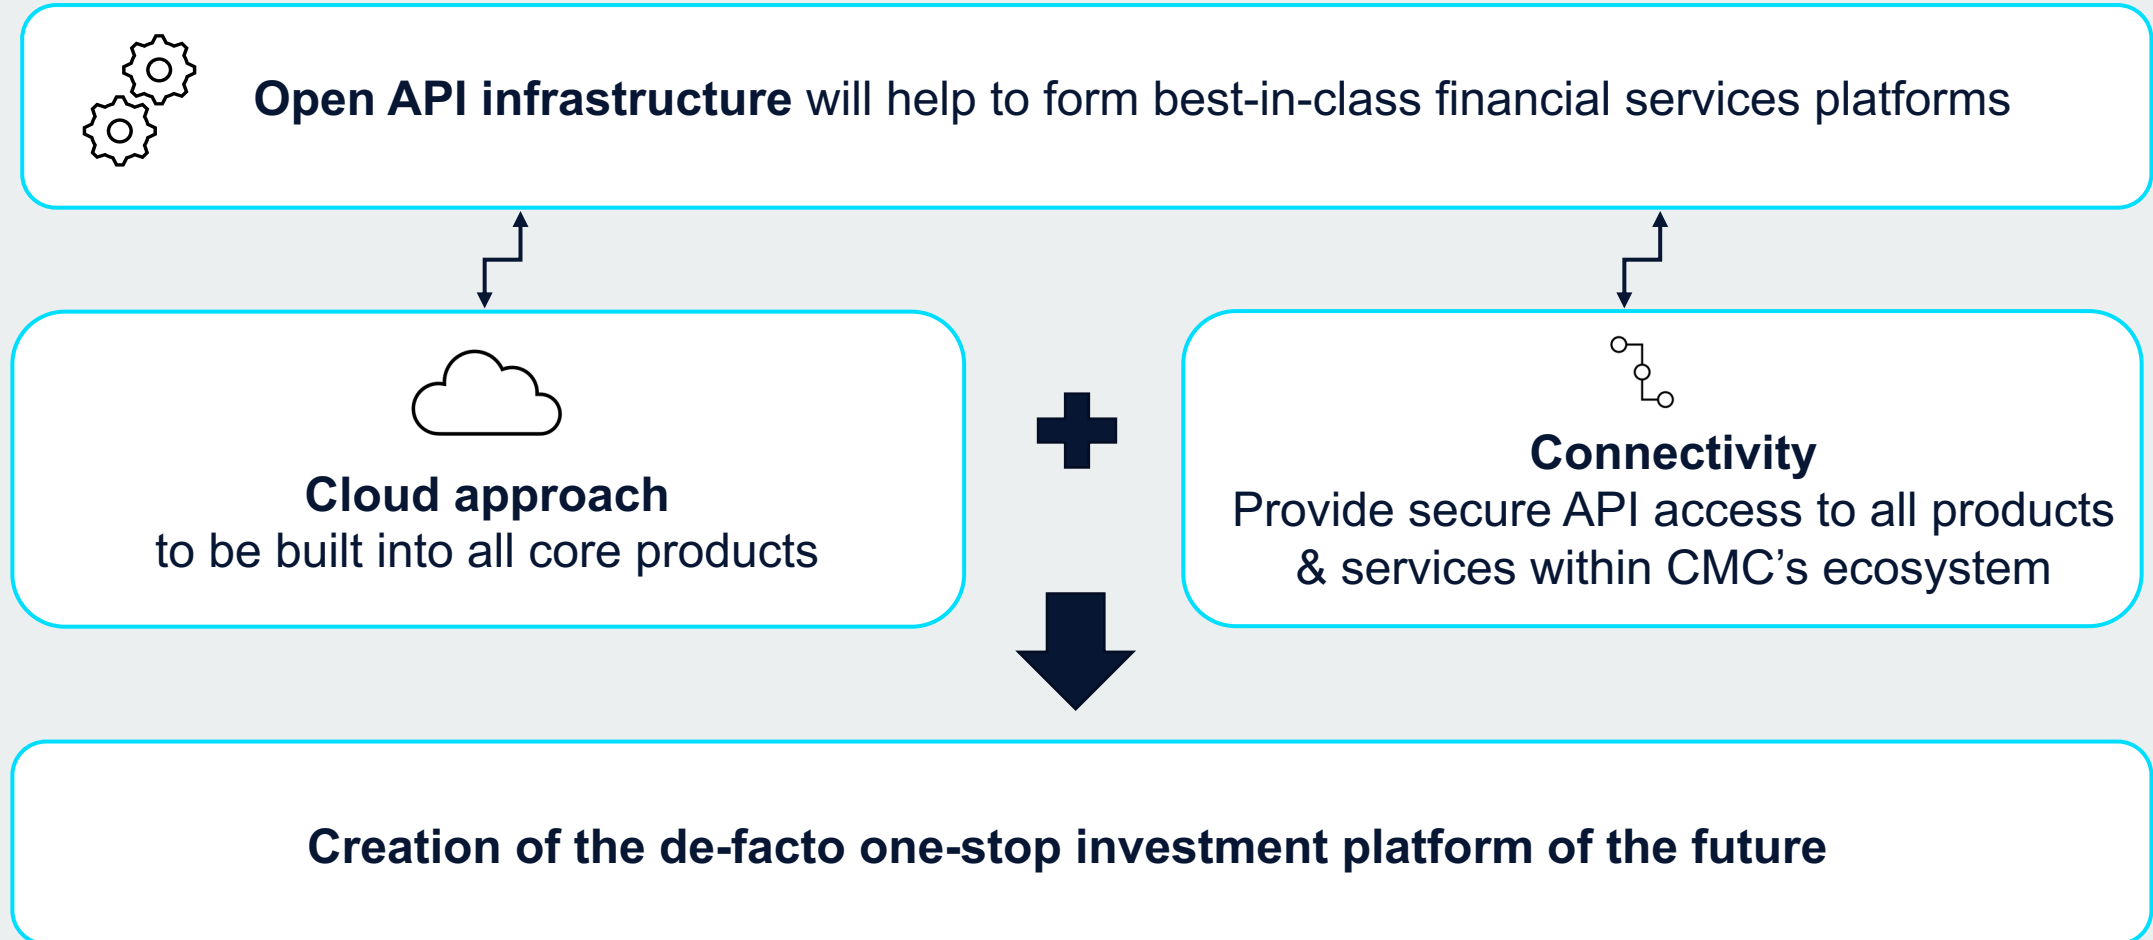 Open API infrastructure will help to form best-in-class financial services platforms
Cloud approach
to be built into all core products
Connectivity
Provide secure API access to all products
& services within CMC’s ecosystem
Creation of the de-facto one-stop investment platform of the future